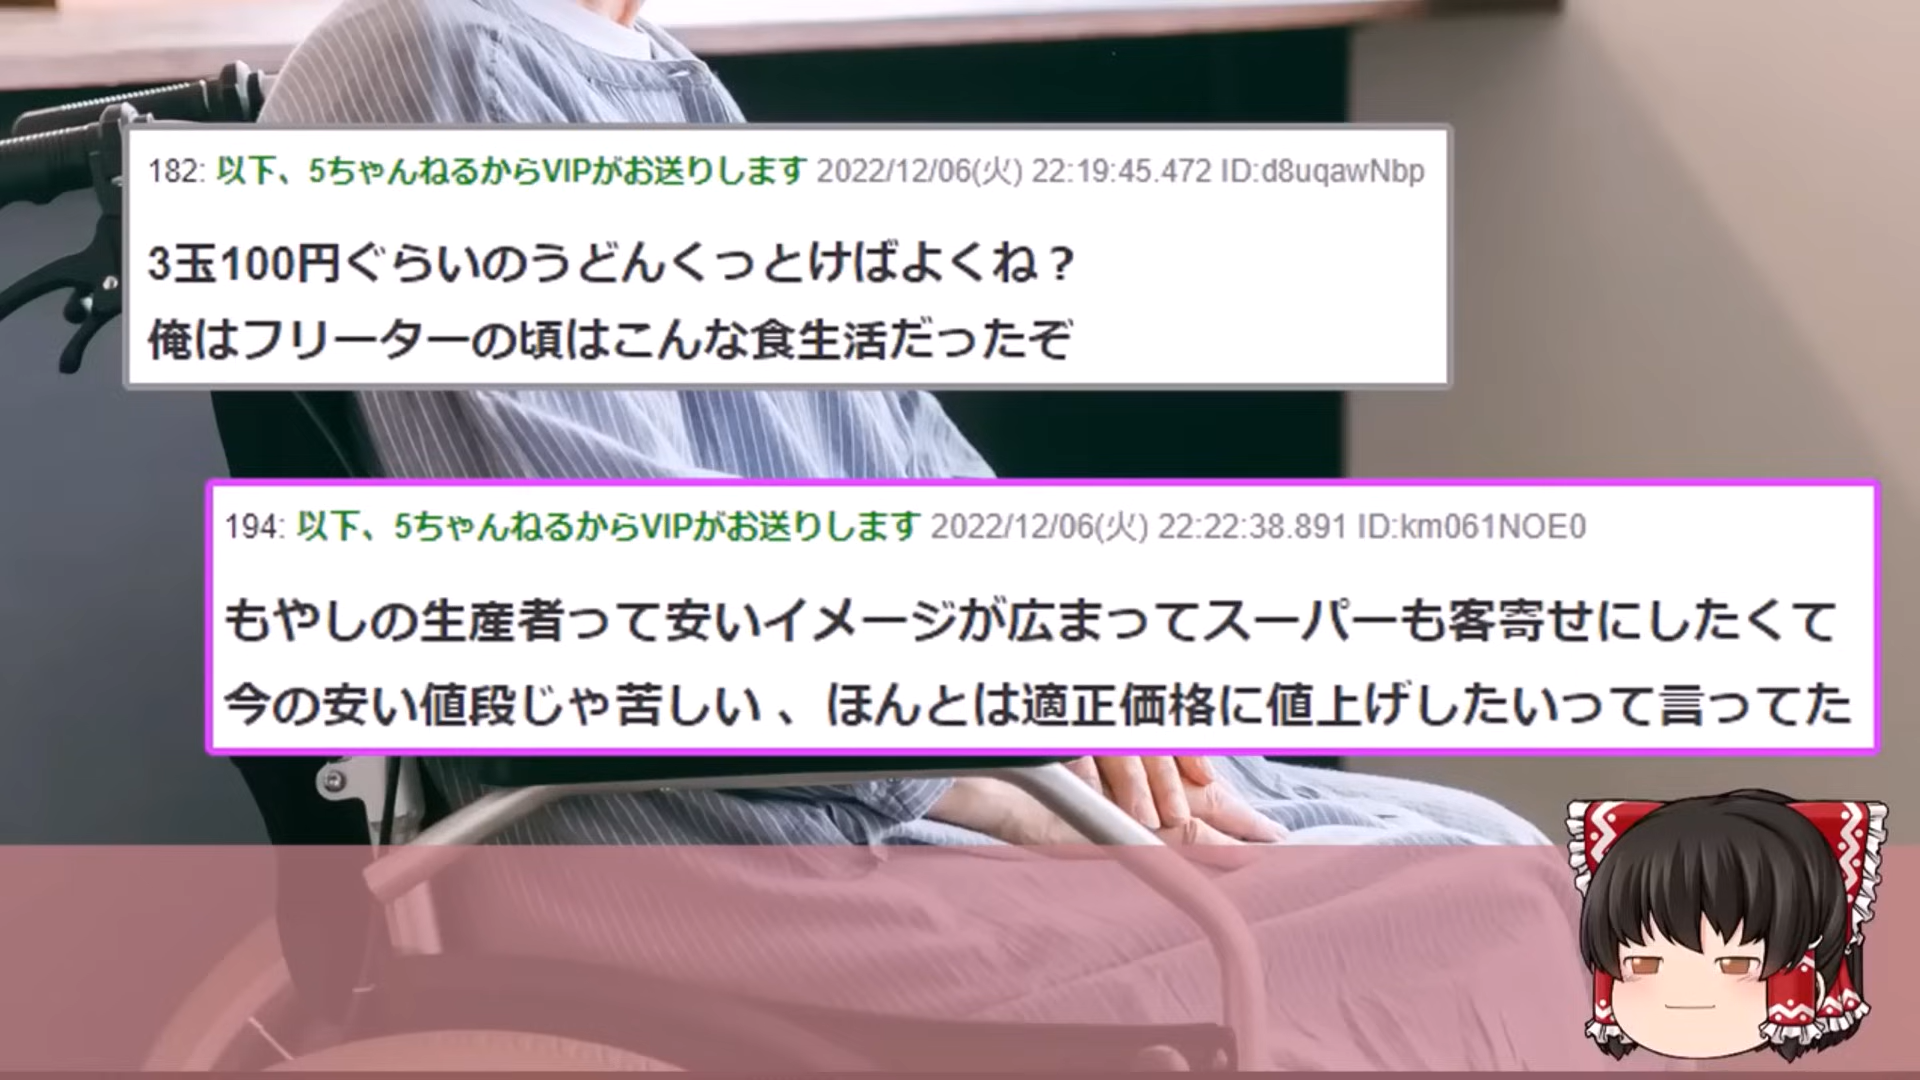 182: 以下、5ちゃんねるからVIPがお送りします 2022/12/06(火) 22:19:45.472 ID:d8uqawNbp
3玉100円ぐらいのうどんくっとけばよくね？
俺はフリーターの頃はこんな食生活だったぞ
194: 以下、5ちゃんねるからVIPがお送りします 2022/12/06(火) 22:22:38.891 ID:km061NOE0
もやしの生産者って安いイメージが広まってスーパーも客寄せにしたくて
今の安い値段じゃ苦しい 、ほんとは適正価格に値上げしたいって言ってた